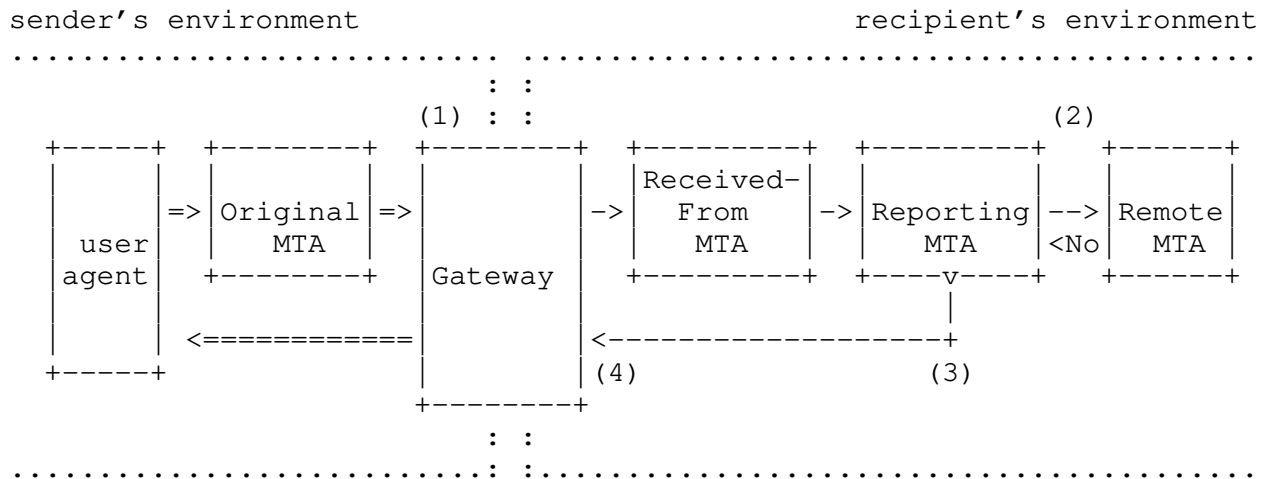 sender's environment                            recipient's environment
............................ ..........................................
                           : :
                       (1) : :                              (2)
  +-----+  +--------+  +--------+  +---------+  +---------+   +------+
  |     |  |        |  |        |  |Received-|  |         |   |      |
  |     |=>|Original|=>|        |->|  From   |->|Reporting|-->|Remote|
  | user|  |   MTA  |  |        |  |   MTA   |  |   MTA   |<No|  MTA |
  |agent|  +--------+  |Gateway |  +---------+  +----v----+   +------+
  |     |              |        |                    |
  |     | <============|        |<-------------------+
  +-----+              |        |(4)                (3)
                       +--------+
                           : :
...........................: :.........................................